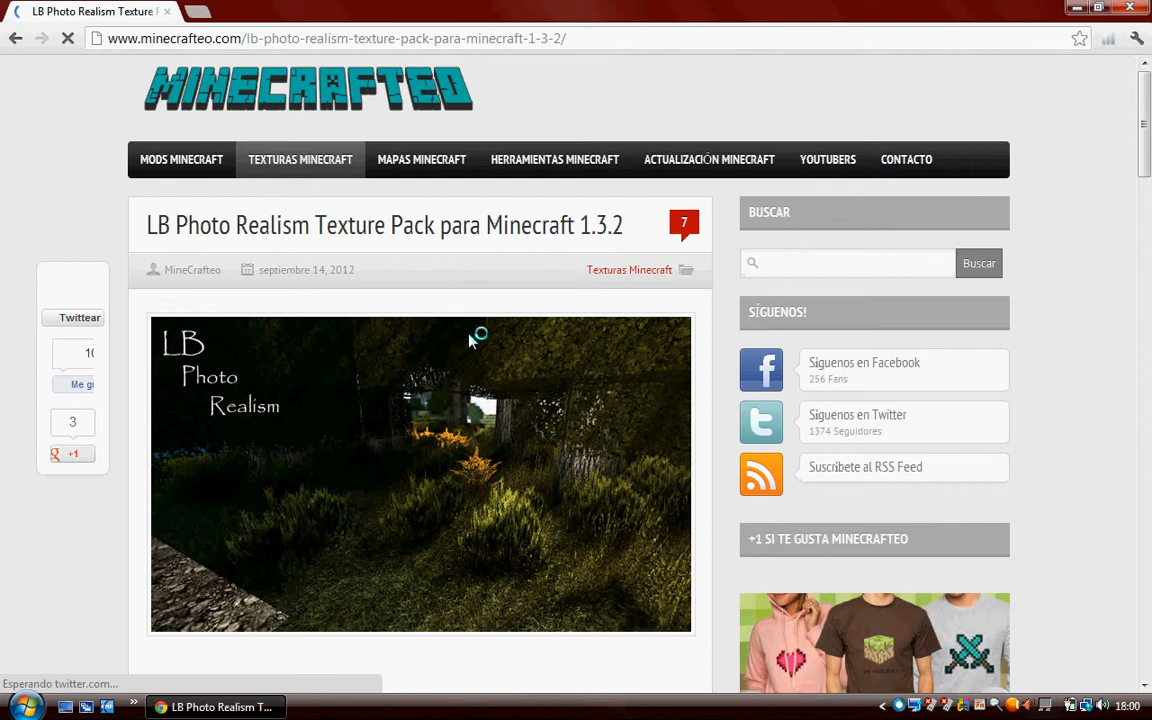 LB Photo Realism Texture P
www.minecrafteo.com/lb-photo-realism-texture-pack-para-minecraft-1-3-2/
MINECRAFTEO
MODS MINECRAFT
TEXTURAS MINECRAFT
MAPAS MINECRAFT
HERRAMIENTAS MINECRAFT
ACTUALIZACIÓN MINECRAFT
YOUTUBERS
CONTACTO
LB Photo Realism Texture Pack para Minecraft 1.3.2
7
MineCrafteo
septiembre 14, 2012
Texturas Minecraft
LB
Photo
Realism
Twittear
10
Me gu
3
+1
BUSCAR
Buscar
SÍGUENOS!
Síguenos en Facebook
256 Fans
Síguenos en Twitter
1374 Seguidores
Suscríbete al RSS Feed
+1 SI TE GUSTA MINECRAFTEO
Esperando twitter.com...
LB Photo Realism T...
18:00